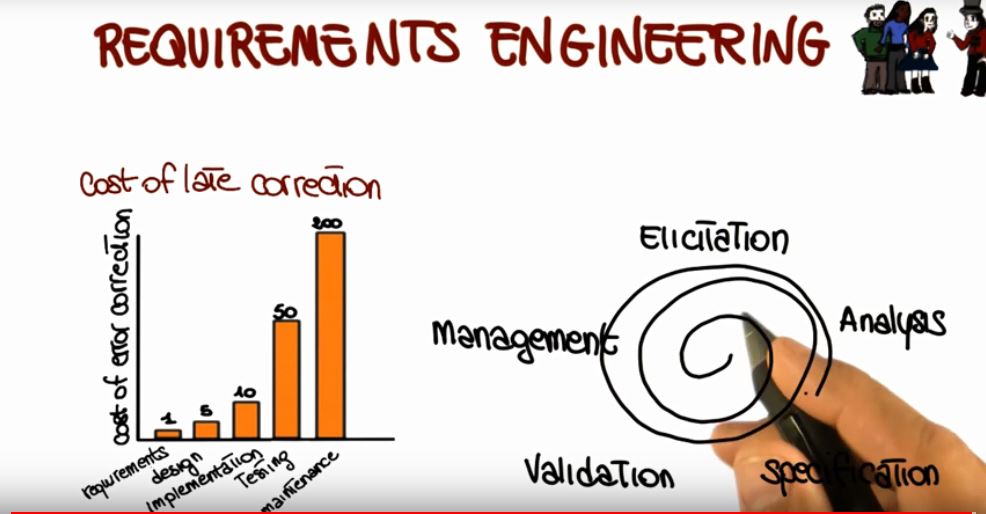 REQUIREMENTS ENGINEERING
Cost of late correction
cost of error correction
200
50
10
5
1
requirements
design
Implementation
Testing
maintenance
Elicitation
Management
Analysis
Validation
specification